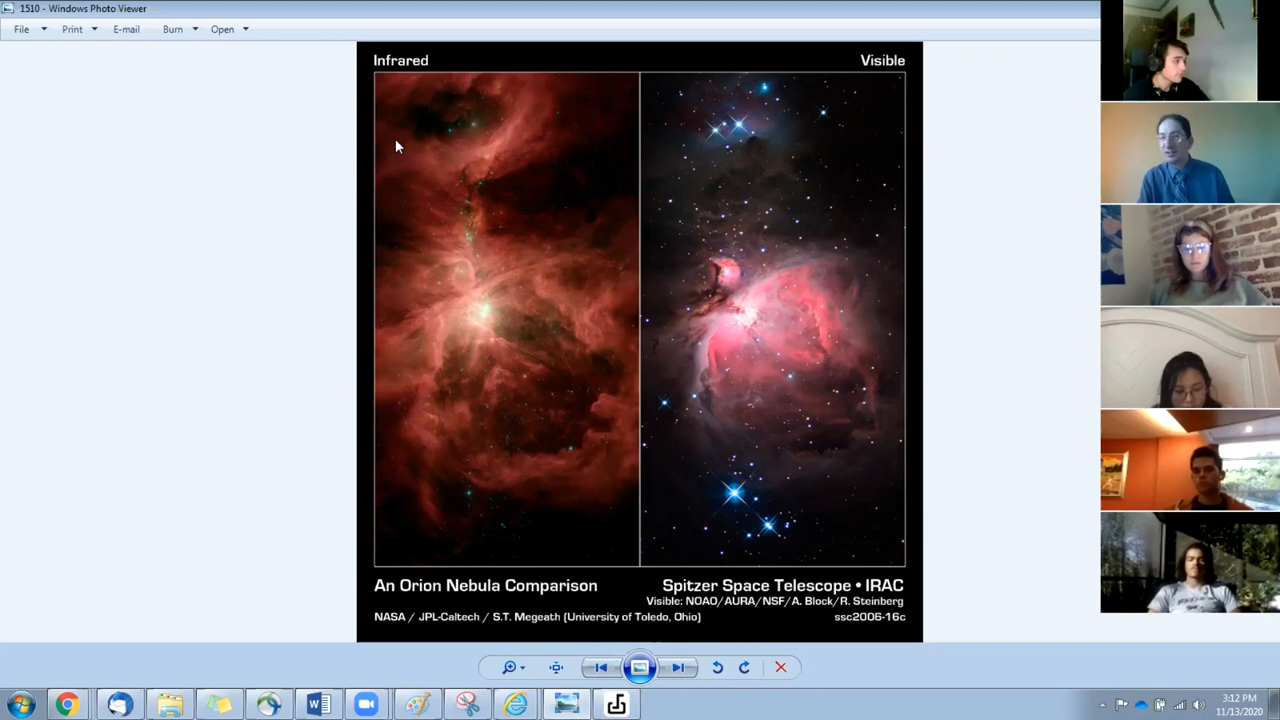 1510 - Windows Photo Viewer
File Print E-mail Burn Open
Infrared Visible
An Orion Nebula Comparison Spitzer Space Telescope • IRAC
Visible: NOAO/AURA/NSF/A. Block/R. Steinberg
NASA / JPL-Caltech / S.T. Megeath (University of Toledo, Ohio) ssc2006-16c
3:12 PM
11/13/2020